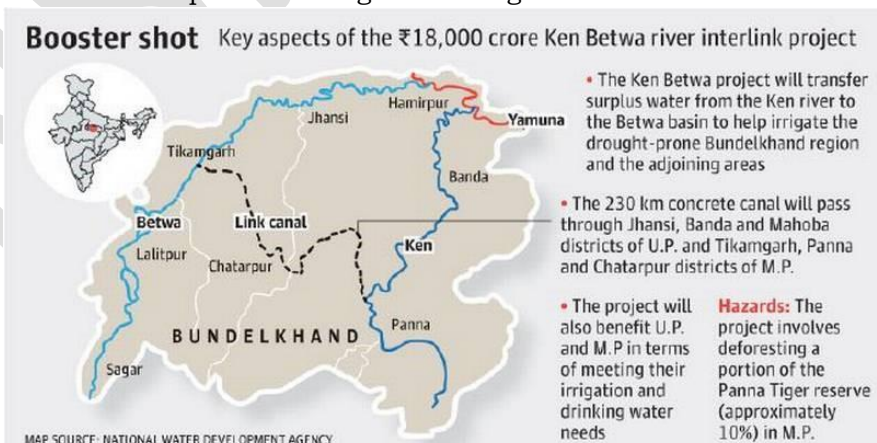 Booster shot Key aspects of the ₹18,000 crore Ken Betwa river interlink project
Hamirpur
Jhansi
Yamuna
Tikamgarh
Banda
Betwa
Link canal
Ken
Lalitpur
Chatarpur
Panna
BUNDELKHAND
Sagar
• The Ken Betwa project will transfer
surplus water from the Ken river to
the Betwa basin to help irrigate the
drought-prone Bundelkhand region
and the adjoining areas
• The 230 km concrete canal will pass
through Jhansi, Banda and Mahoba
districts of U.P. and Tikamgarh, Panna
and Chatarpur districts of M.P.
• The project will
also benefit U.P.
and M.P in terms
of meeting their
irrigation and
drinking water
needs
Hazards: The
project involves
deforesting a
portion of the
Panna Tiger reserve
(approximately
10%) in M.P.
MAP SOURCE: NATIONAL WATER DEVELOPMENT AGENCY